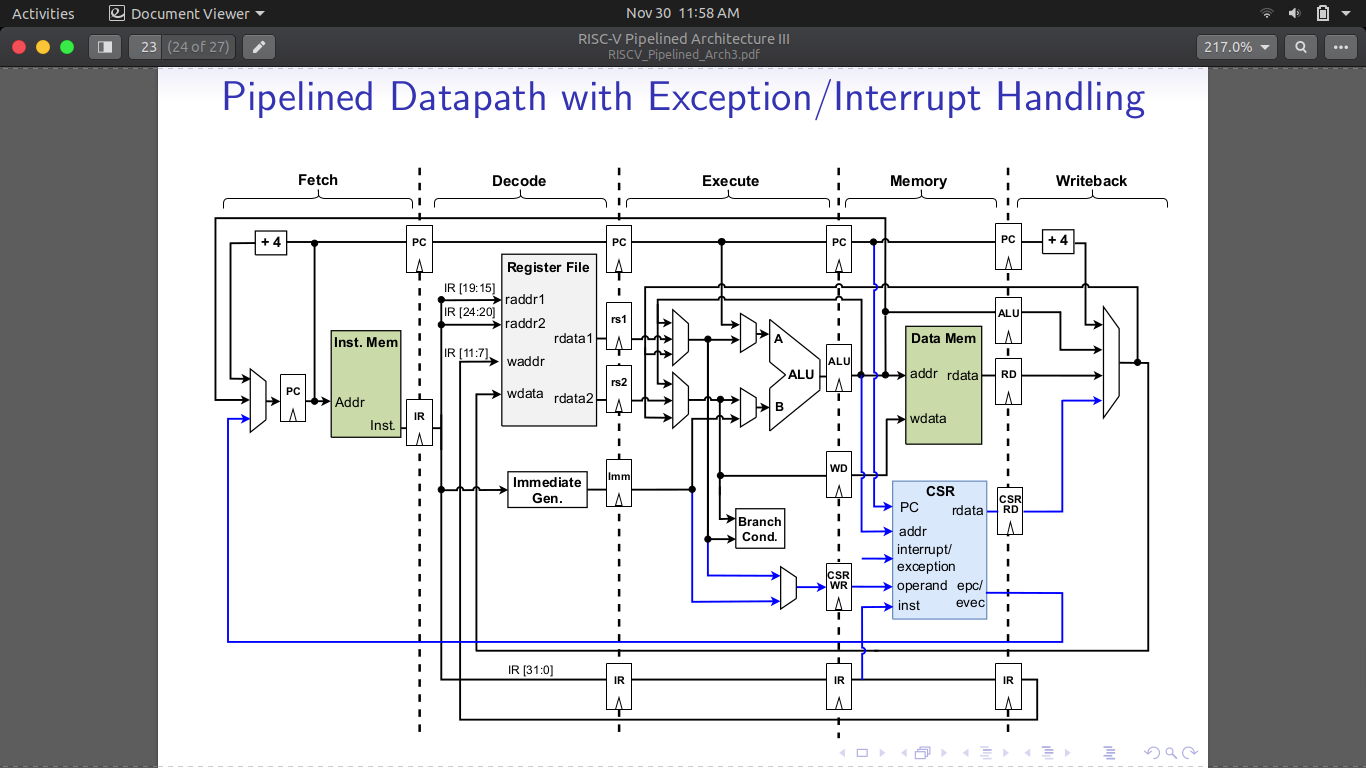 Activities
Document Viewer
Nov 30 11:58 AM
23 (24 of 27)
RISC-V Pipelined Architecture III
RISCV_Pipelined_Arch3.pdf
217.0%
Pipelined Datapath with Exception/Interrupt Handling
Fetch
Decode
Execute
Memory
Writeback
+ 4
PC
PC
PC
PC
+ 4
Register File
IR [19:15]
raddr1
IR [24:20]
raddr2
IR [11:7]
waddr
wdata
rdata1
rdata2
rs1
rs2
Inst. Mem
Addr
Inst.
PC
IR
A
ALU
B
ALU
ALU
Data Mem
addr
rdata
wdata
RD
Immediate
Gen.
Imm
WD
Branch
Cond.
CSR
WR
CSR
PC
rdata
addr
interrupt/
exception
operand
epc/
evec
inst
CSR
RD
IR [31:0]
IR
IR
IR